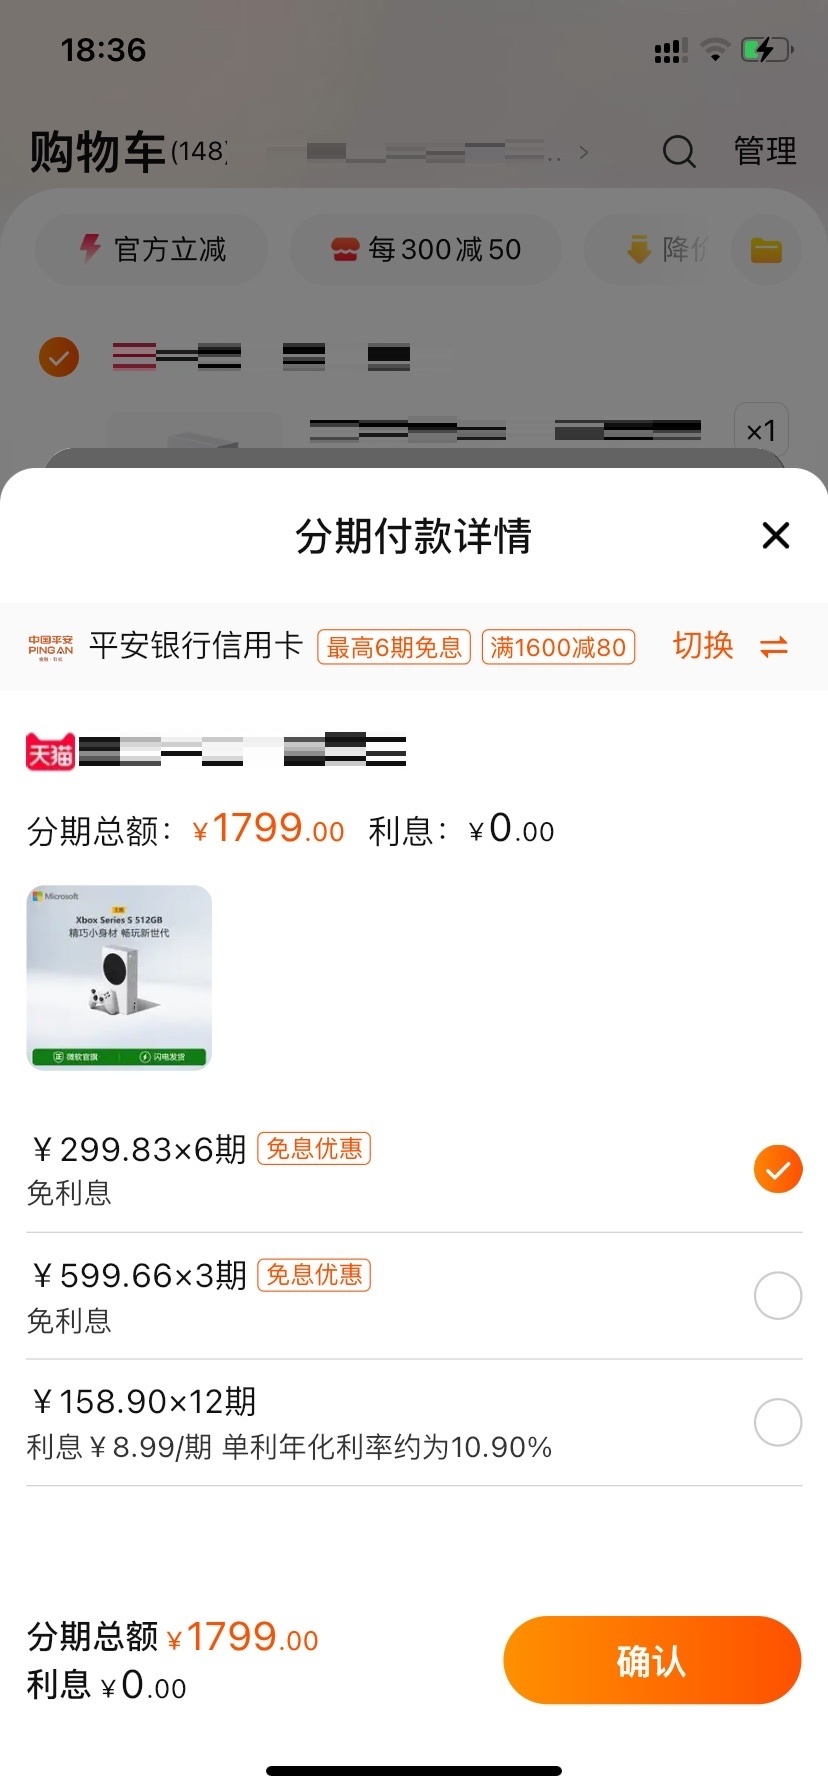 18:36
购物车(148)
管理
官方立减
每300减50
降价
×1
分期付款详情
中国平安
PING AN
平安银行信用卡
最高6期免息
满1600减80
切换
天猫
分期总额：￥1799.00 利息：￥0.00
Microsoft
Xbox Series S 512GB
精巧小身材 畅玩新世代
微软官旗
闪电发货
￥299.83×6期 免息优惠
免利息
￥599.66×3期 免息优惠
免利息
￥158.90×12期
利息￥8.99/期 单利年化利率约为10.90%
分期总额￥1799.00
利息￥0.00
确认